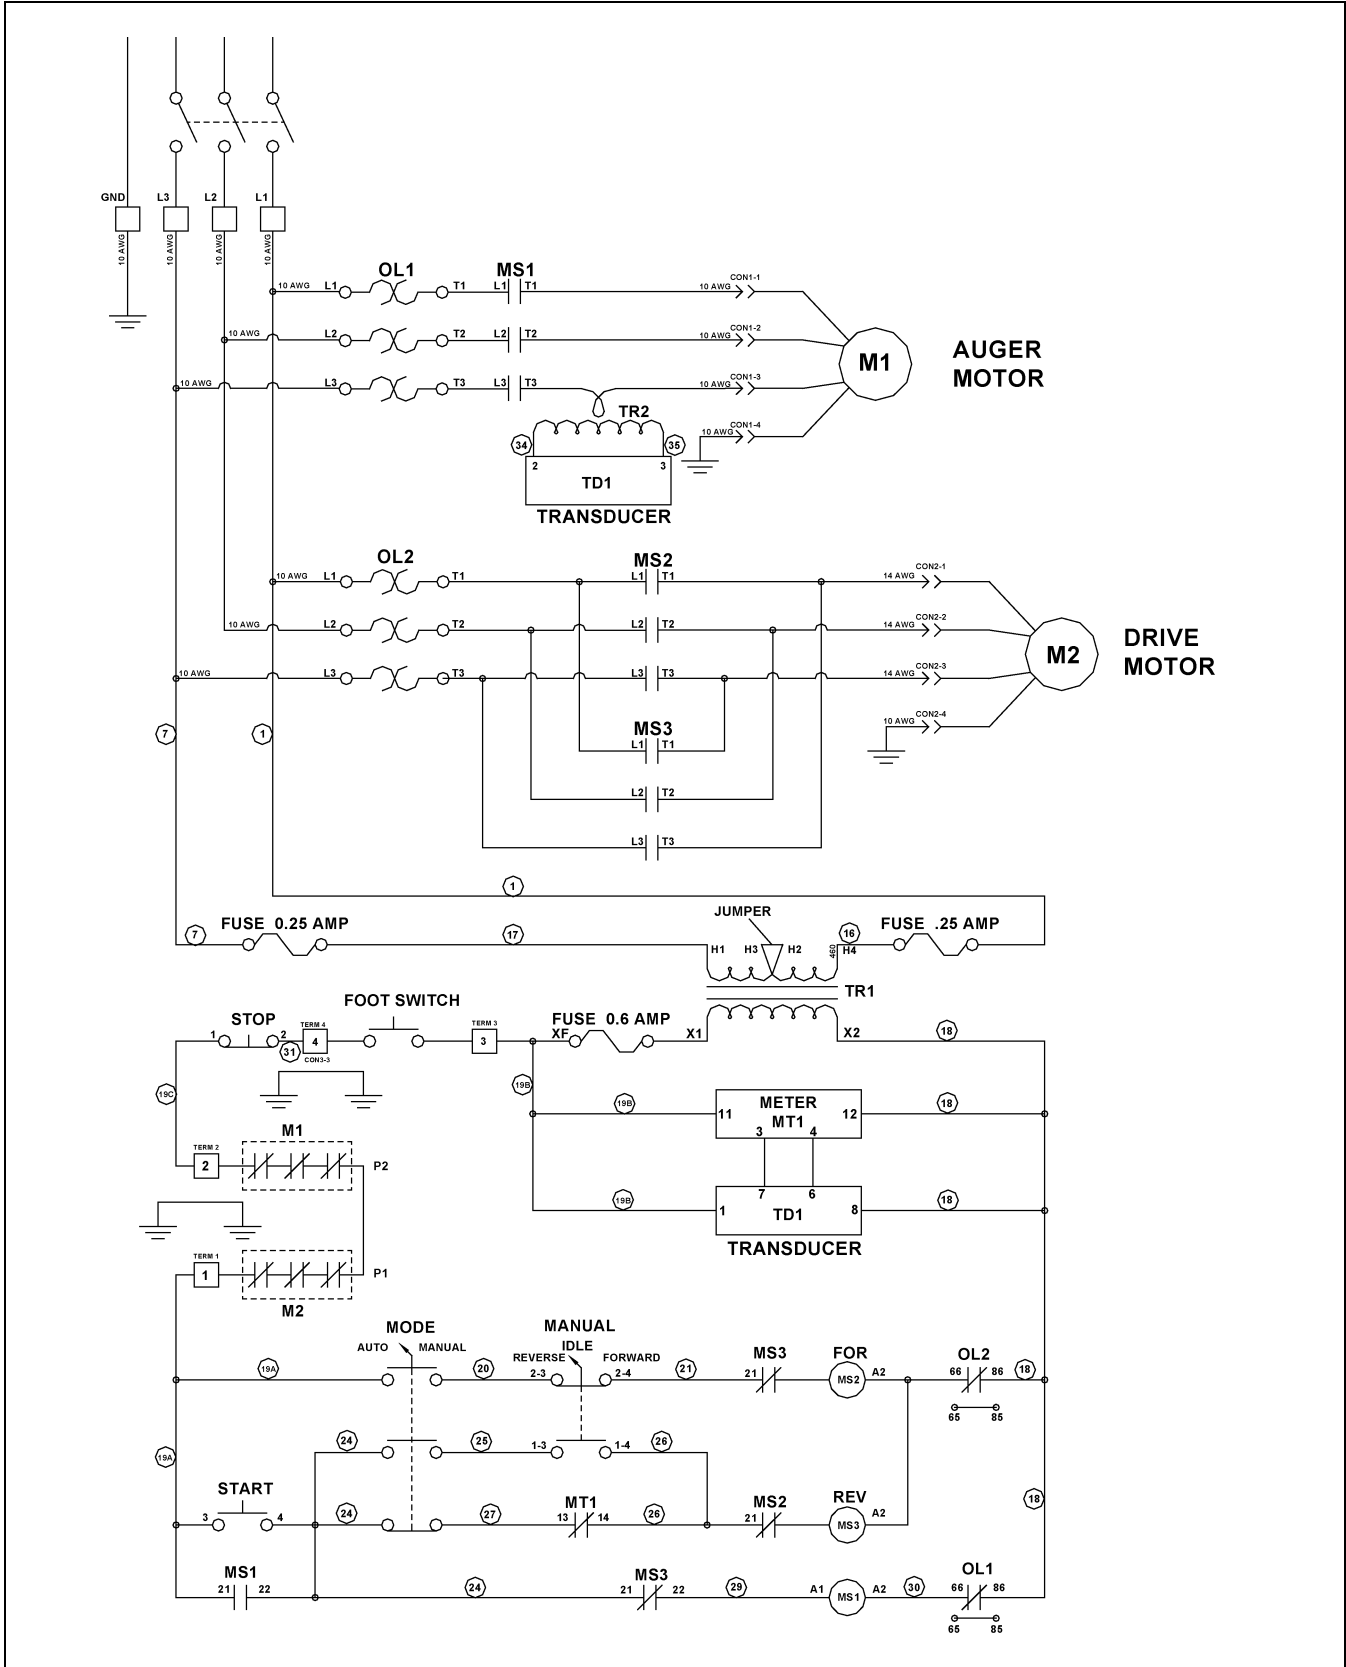 GND L3 L2 L1
10 AWG 10 AWG 10 AWG 10 AWG
OL1 MS1
10 AWG L1 T1 L1 T1 10 AWG CON1-1
10 AWG L2 T2 L2 T2 10 AWG CON1-2
10 AWG L3 T3 L3 T3 10 AWG CON1-3
M1
AUGER
MOTOR
TR2
10 AWG CON1-4
34 35
2 3
TD1
TRANSDUCER
OL2 MS2
10 AWG L1 T1 L1 T1 14 AWG CON2-1
10 AWG L2 T2 L2 T2 14 AWG CON2-2
10 AWG L3 T3 L3 T3 14 AWG CON2-3
M2
DRIVE
MOTOR
10 AWG CON2-4
7 1
MS3
L1 T1
L2 T2
L3 T3
1
JUMPER
FUSE 0.25 AMP FUSE .25 AMP
7 17 16
H1 H3 H2 460 H4
TR1
FOOT SWITCH
STOP FUSE 0.6 AMP
1 2 TERM 4 TERM 3 XF X1 X2 18
31 4 3
CON3-3
19C 19B
METER
MT1
19B 11 12 18
3 4
M1
TERM 2
2 P2
7 6
19B 1 TD1 8 18
TRANSDUCER
TERM 1
1 P1
M2
MODE MANUAL
AUTO MANUAL IDLE
REVERSE FORWARD
MS3 FOR OL2
19A 20 2-3 2-4 21 21 MS2 A2 66 86 18
65 85
24 25 1-3 1-4 26
19A
START MT1 MS2 REV
3 4 24 27 13 14 26 21 MS3 A2 18
MS1 MS3 OL1
21 22 24 21 22 29 A1 MS1 A2 30 66 86
65 85